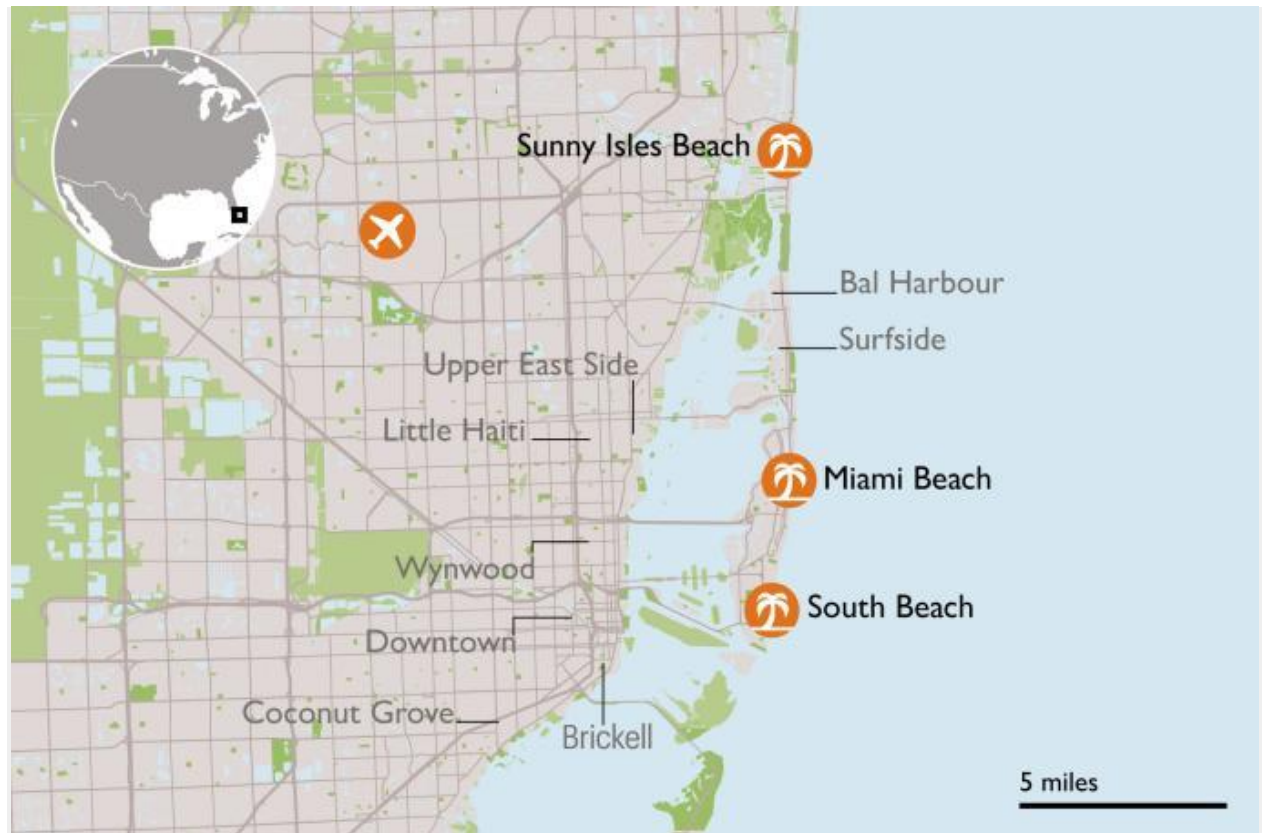 Sunny Isles Beach
Bal Harbour
Surfside
Upper East Side
Little Haiti
Miami Beach
Wynwood
South Beach
Downtown
Coconut Grove
Brickell
5 miles